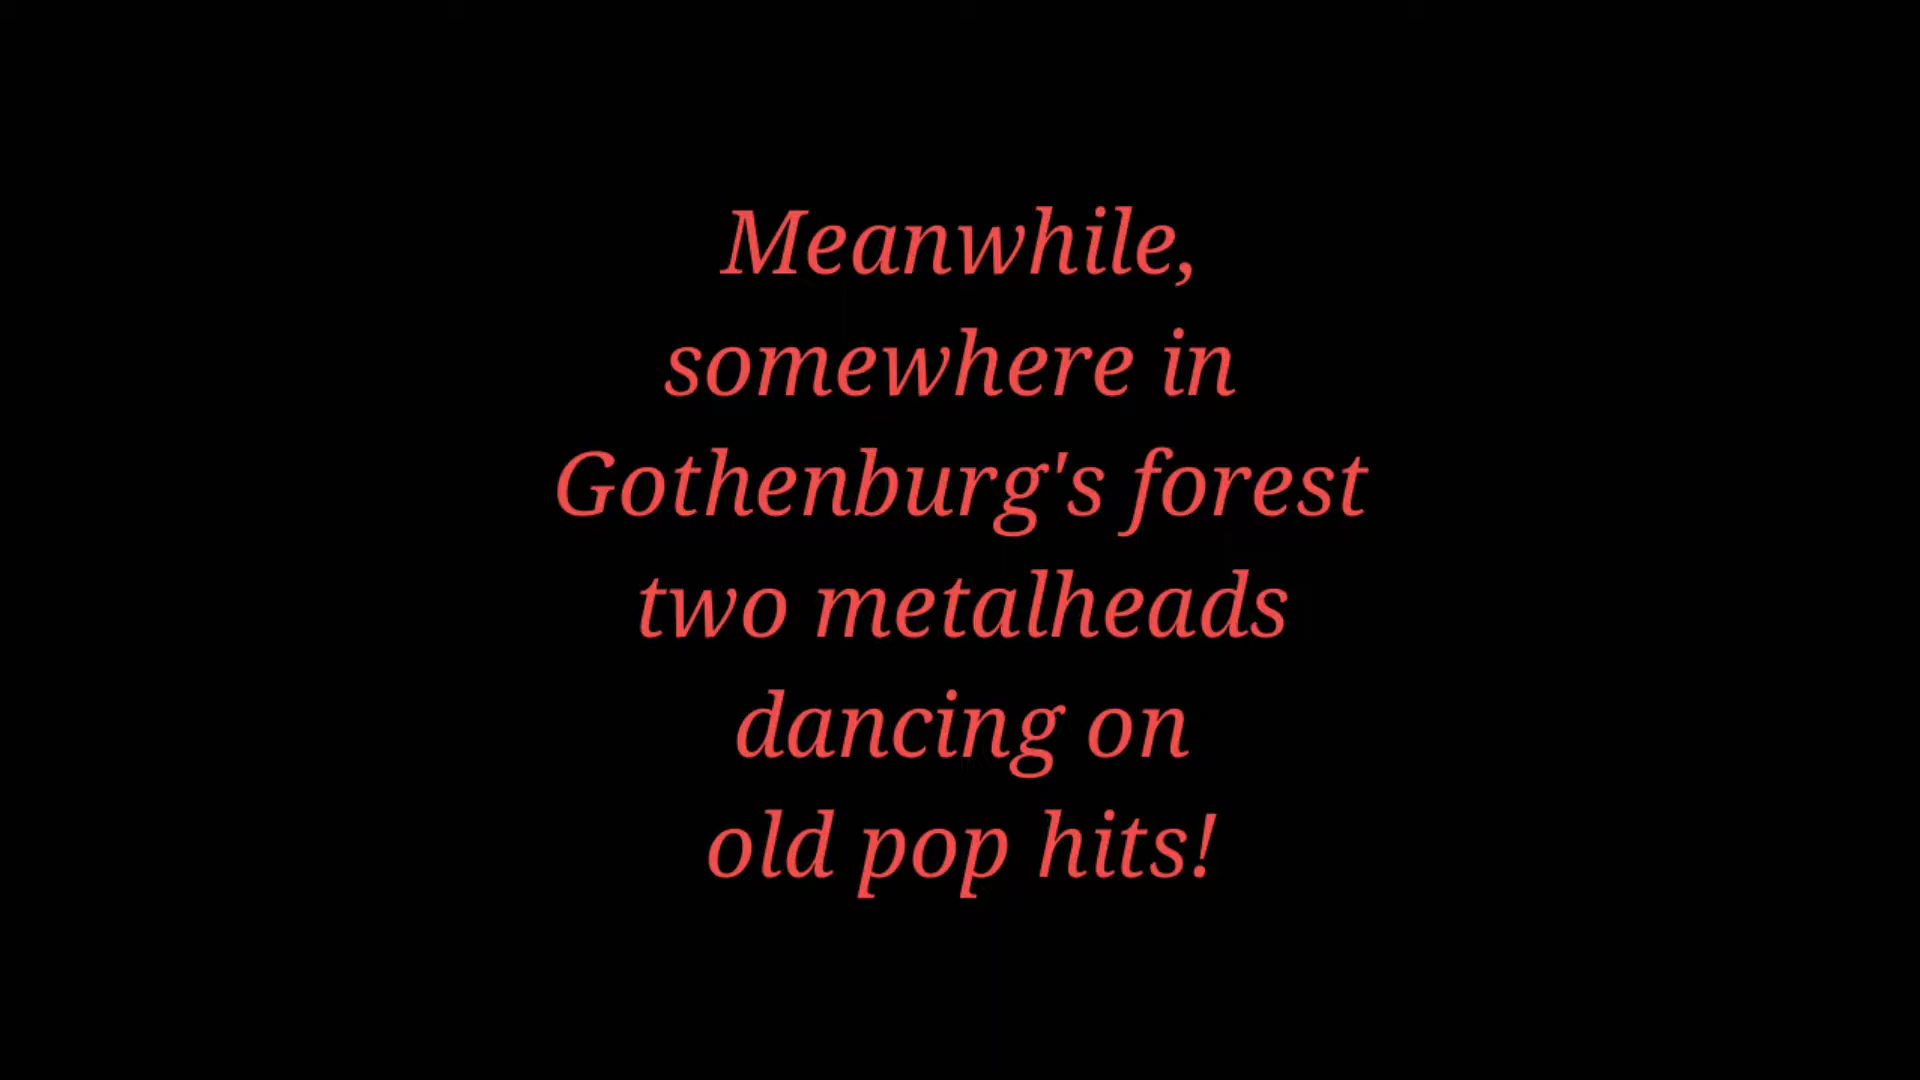 Meanwhile,
somewhere in
Gothenburg's forest
two metalheads
dancing on
old pop hits!